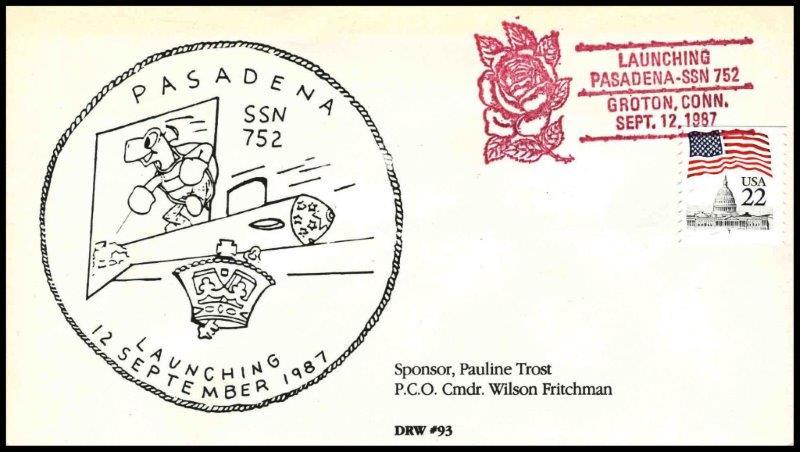 PASADENA
SSN
752
LAUNCHING
12 SEPTEMBER 1987
LAUNCHING
PASADENA-SSN 752
GROTON, CONN.
SEPT. 12, 1987
USA
22
Sponsor, Pauline Trost
P.C.O. Cmdr. Wilson Fritchman
DRW #93